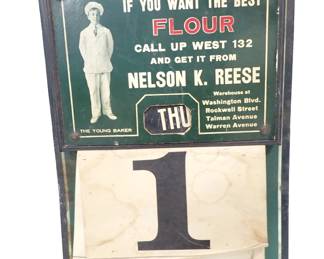 IF YOU WANT THE BEST
FLOUR
CALL UP WEST 132
AND GET IT FROM
NELSON K. REESE
Warehouse at
Washington Blvd.
Rockwell Street
Talman Avenue
Warren Avenue
THU
THE YOUNG BAKER
1